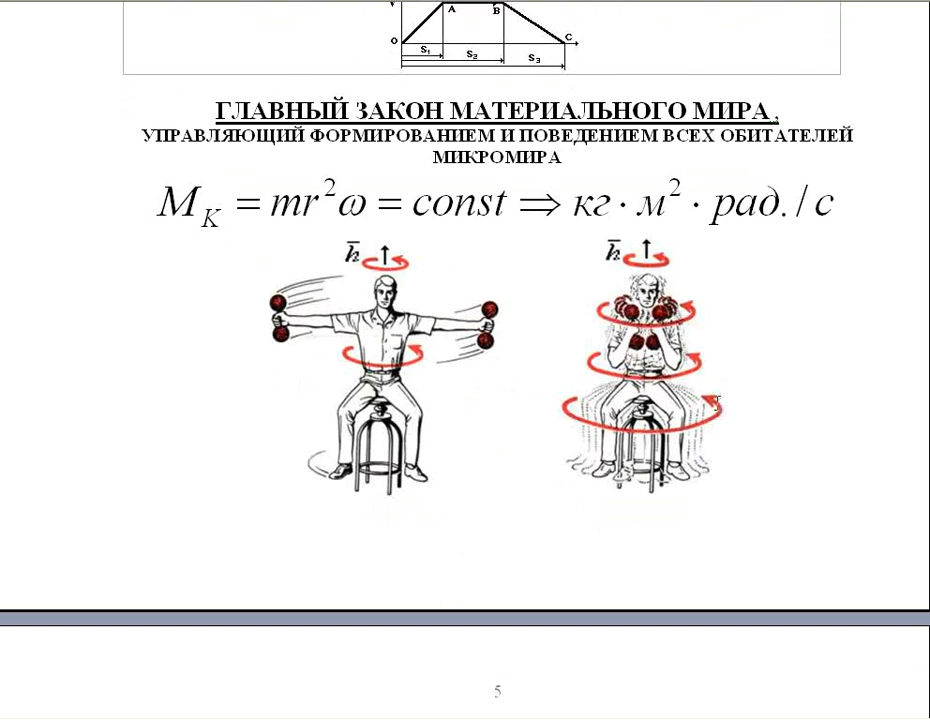 V
A
B
O
C
S₁
S₂
S₃
ГЛАВНЫЙ ЗАКОН МАТЕРИАЛЬНОГО МИРА ,
УПРАВЛЯЮЩИЙ ФОРМИРОВАНИЕМ И ПОВЕДЕНИЕМ ВСЕХ ОБИТАТЕЛЕЙ
МИКРОМИРА
M_K = mr²ω = const ⇒ кг · м² · рад. / с
h̄ ↑
h̄ ↑
5